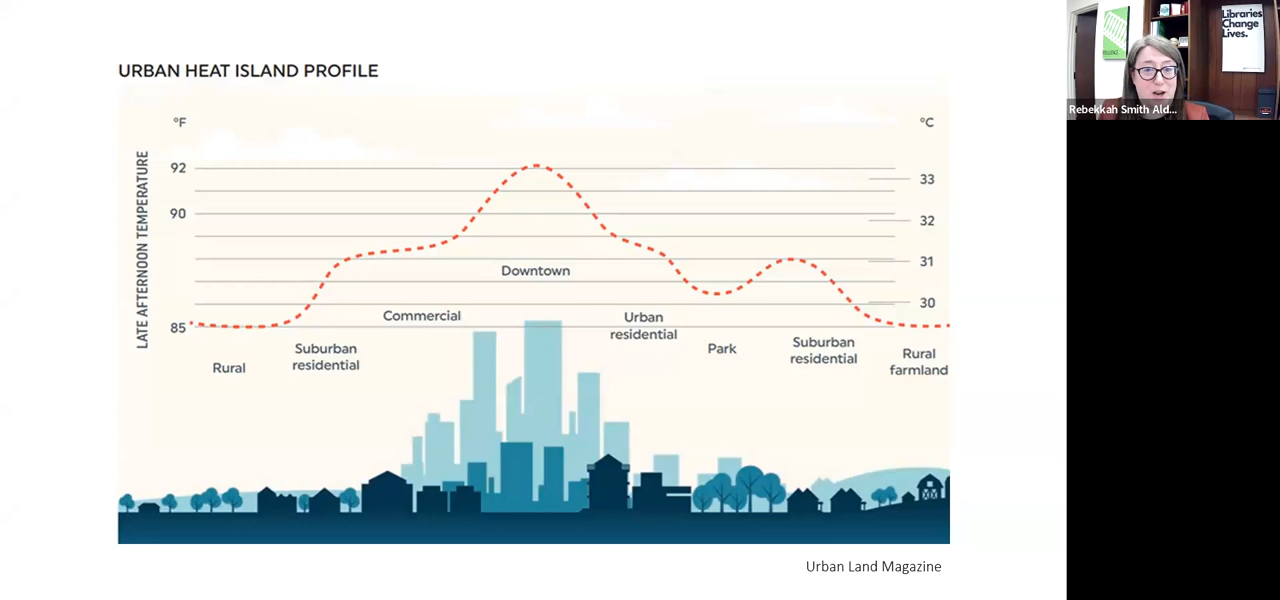 URBAN HEAT ISLAND PROFILE
°F
°C
LATE AFTERNOON TEMPERATURE
92
90
85
33
32
31
30
Downtown
Commercial
Urban
residential
Park
Suburban
residential
Rural
Suburban
residential
Rural
farmland
Urban Land Magazine
Libraries
Change
Lives.
Rebekkah Smith Ald...